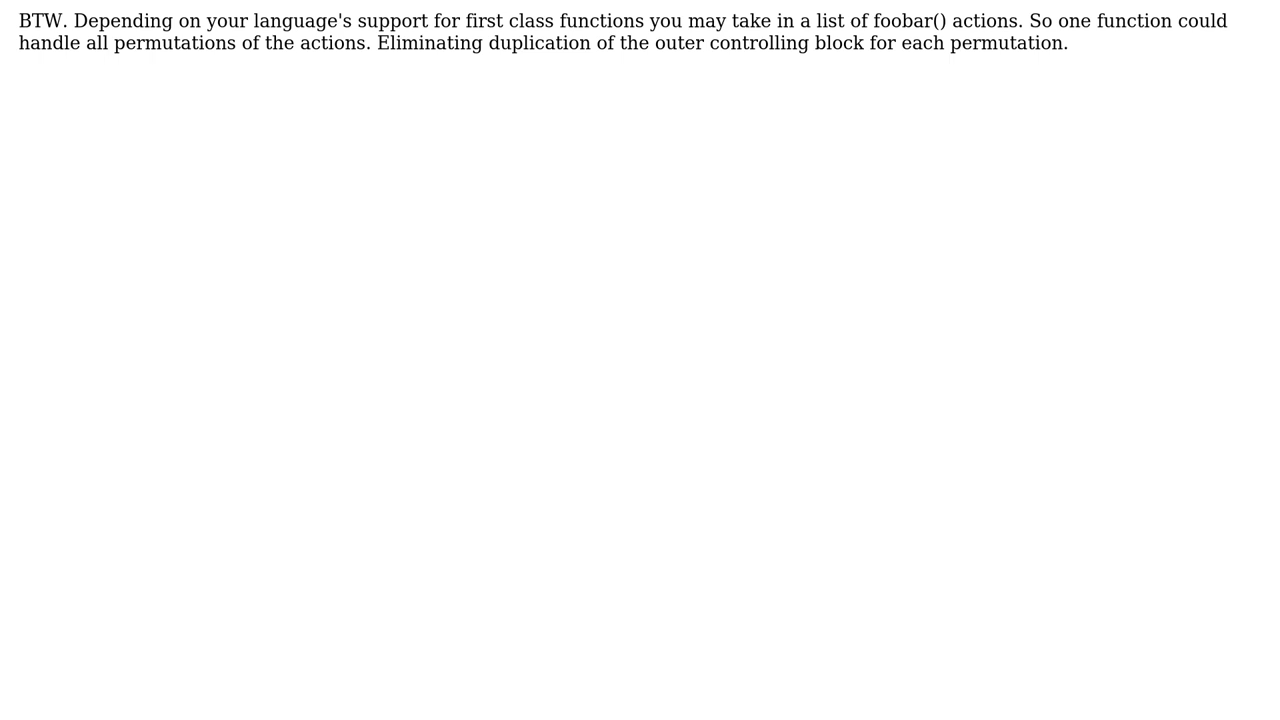 BTW. Depending on your language's support for first class functions you may take in a list of foobar() actions. So one function could
handle all permutations of the actions. Eliminating duplication of the outer controlling block for each permutation.